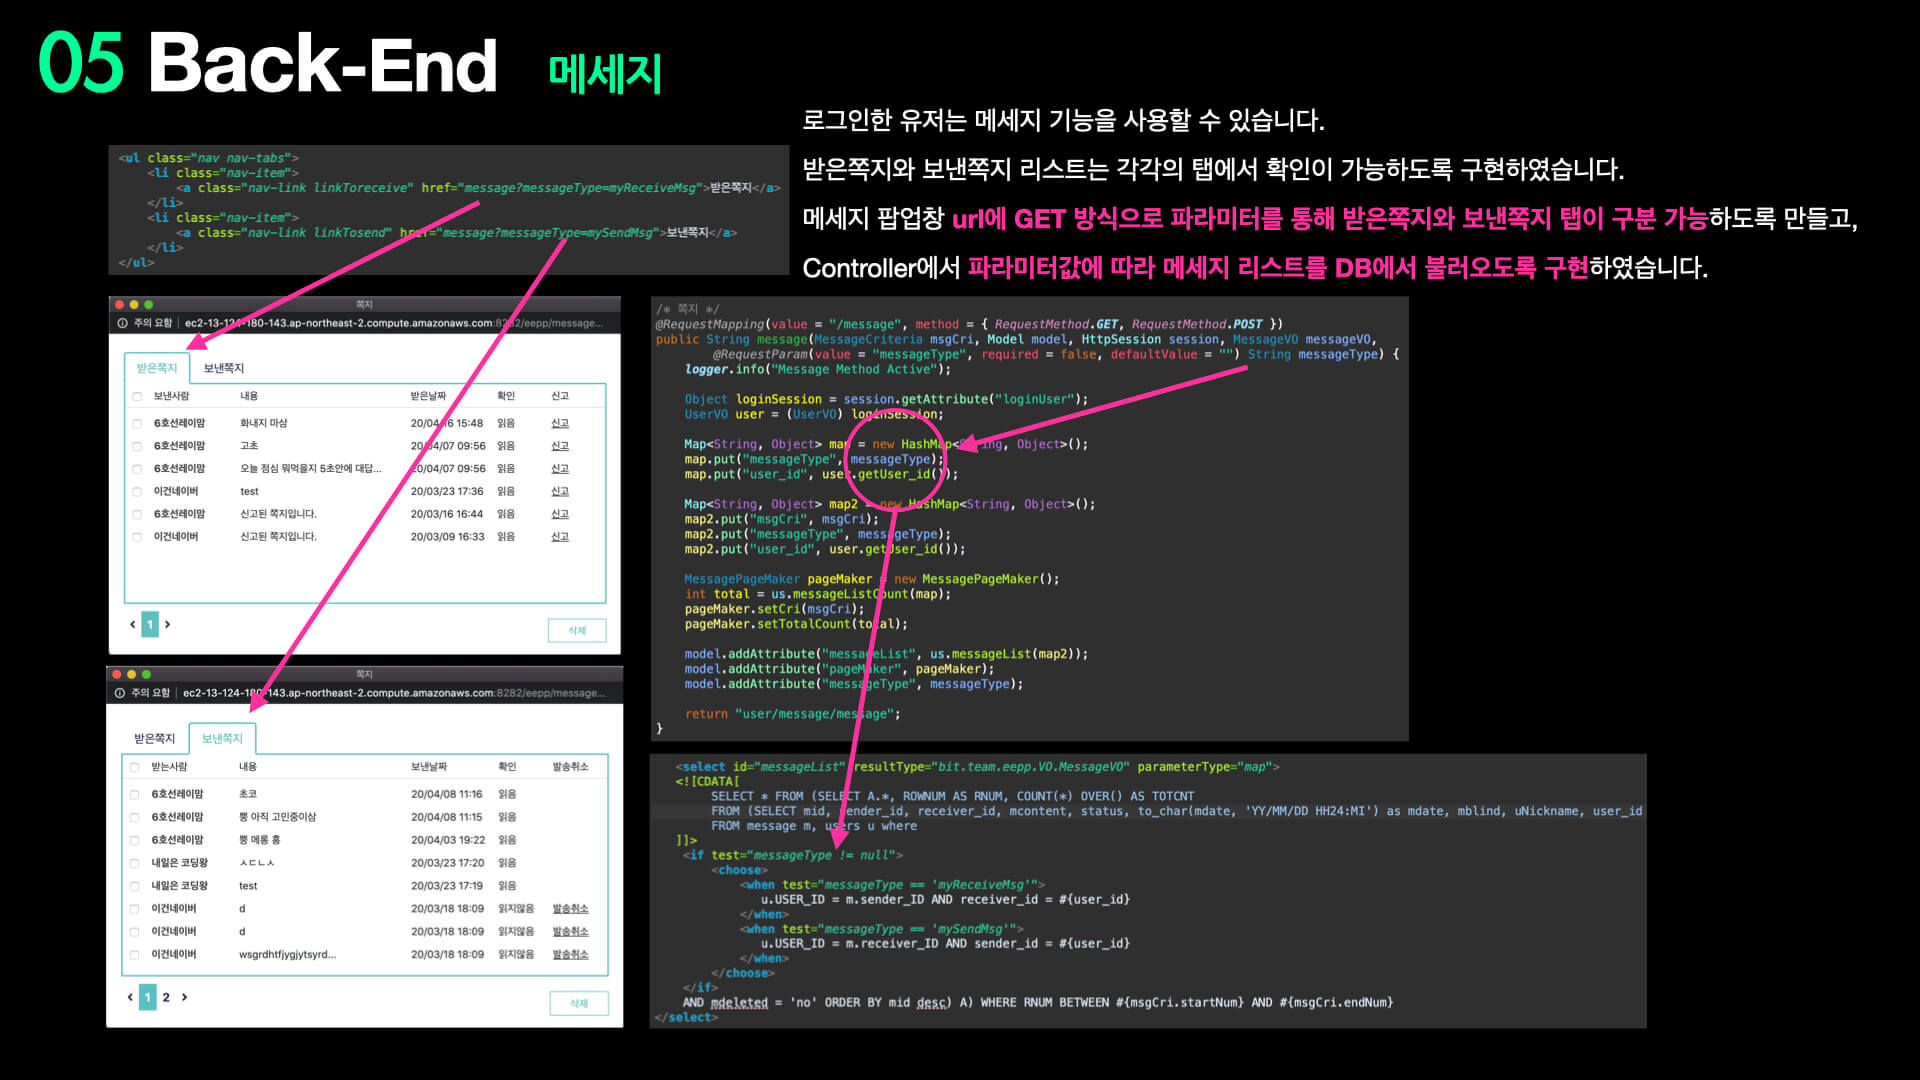 05 Back-End 메세지
로그인한 유저는 메세지 기능을 사용할 수 있습니다.
받은쪽지와 보낸쪽지 리스트는 각각의 탭에서 확인이 가능하도록 구현하였습니다.
메세지 팝업창 url에 GET 방식으로 파라미터를 통해 받은쪽지와 보낸쪽지 탭이 구분 가능하도록 만들고,
Controller에서 파라미터값에 따라 메세지 리스트를 DB에서 불러오도록 구현하였습니다.
<ul class="nav nav-tabs">
<li class="nav-item">
<a class="nav-link linkToreceive" href="message?messageType=myReceiveMsg">받은쪽지</a>
</li>
<li class="nav-item">
<a class="nav-link linkTosend" href="message?messageType=mySendMsg">보낸쪽지</a>
</li>
</ul>
쪽지
주의 요함 | ec2-13-124-180-143.ap-northeast-2.compute.amazonaws.com:8282/eepp/message...
받은쪽지 보낸쪽지
보낸사람 내용 받은날짜 확인 신고
6호선레이맘 화내지 마삼 20/04/16 15:48 읽음 신고
6호선레이맘 고초 20/04/07 09:56 읽음 신고
6호선레이맘 오늘 점심 뭐먹을지 5초안에 대답... 20/04/07 09:56 읽음 신고
이건네이버 test 20/03/23 17:36 읽음 신고
6호선레이맘 신고된 쪽지입니다. 20/03/16 16:44 읽음 신고
이건네이버 신고된 쪽지입니다. 20/03/09 16:33 읽음 신고
< 1 >
삭제
쪽지
주의 요함 | ec2-13-124-180-143.ap-northeast-2.compute.amazonaws.com:8282/eepp/message...
받은쪽지 보낸쪽지
받는사람 내용 보낸날짜 확인 발송취소
6호선레이맘 초코 20/04/08 11:16 읽음
6호선레이맘 뿡 아직 고민중이삼 20/04/08 11:15 읽음
6호선레이맘 뿡 메롱 흥 20/04/03 19:22 읽음
내일은 코딩왕 ㅅㄷㄴㅅ 20/03/23 17:20 읽음
내일은 코딩왕 test 20/03/23 17:19 읽음
이건네이버 d 20/03/18 18:09 읽지않음 발송취소
이건네이버 d 20/03/18 18:09 읽지않음 발송취소
이건네이버 wsgrdhtfjygjytsyrd... 20/03/18 18:09 읽지않음 발송취소
< 1 2 >
삭제
/* 쪽지 */
@RequestMapping(value = "/message", method = { RequestMethod.GET, RequestMethod.POST })
public String message(MessageCriteria msgCri, Model model, HttpSession session, MessageVO messageVO,
@RequestParam(value = "messageType", required = false, defaultValue = "") String messageType) {
logger.info("Message Method Active");
Object loginSession = session.getAttribute("loginUser");
UserVO user = (UserVO) loginSession;
Map<String, Object> map = new HashMap<String, Object>();
map.put("messageType", messageType);
map.put("user_id", user.getUser_id());
Map<String, Object> map2 = new HashMap<String, Object>();
map2.put("msgCri", msgCri);
map2.put("messageType", messageType);
map2.put("user_id", user.getUser_id());
MessagePageMaker pageMaker = new MessagePageMaker();
int total = us.messageListCount(map);
pageMaker.setCri(msgCri);
pageMaker.setTotalCount(total);
model.addAttribute("messageList", us.messageList(map2));
model.addAttribute("pageMaker", pageMaker);
model.addAttribute("messageType", messageType);
return "user/message/message";
}
<select id="messageList" resultType="bit.team.eepp.VO.MessageVO" parameterType="map">
<![CDATA[
SELECT * FROM (SELECT A.*, ROWNUM AS RNUM, COUNT(*) OVER() AS TOTCNT
FROM (SELECT mid, sender_id, receiver_id, mcontent, status, to_char(mdate, 'YY/MM/DD HH24:MI') as mdate, mblind, uNickname, user_id
FROM message m, users u where
]]>
<if test="messageType != null">
<choose>
<when test="messageType == 'myReceiveMsg'">
u.USER_ID = m.sender_ID AND receiver_id = #{user_id}
</when>
<when test="messageType == 'mySendMsg'">
u.USER_ID = m.receiver_ID AND sender_id = #{user_id}
</when>
</choose>
</if>
AND mdeleted = 'no' ORDER BY mid desc) A) WHERE RNUM BETWEEN #{msgCri.startNum} AND #{msgCri.endNum}
</select>